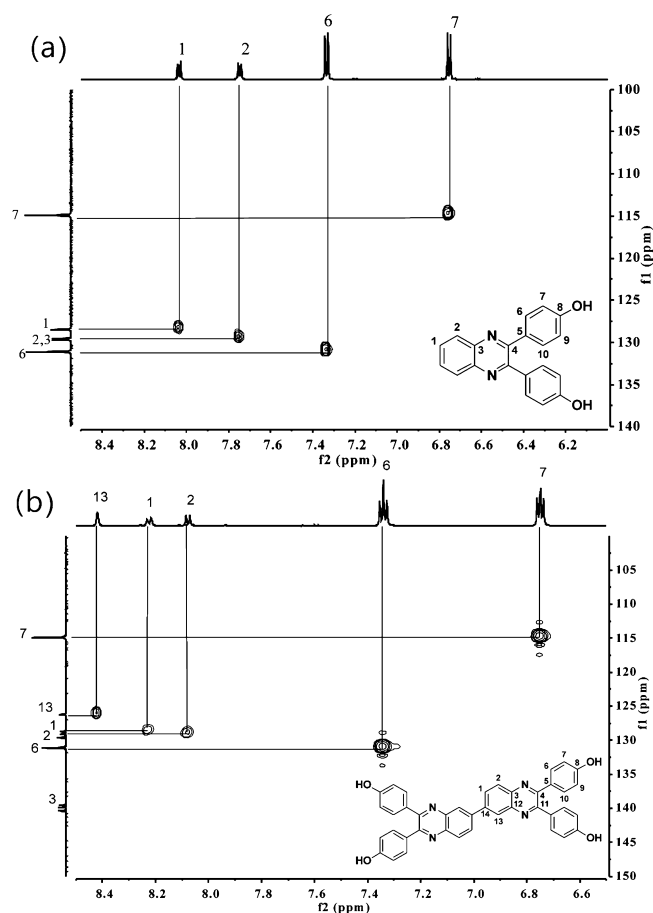 (a)
1 2 6 7
100
105
110
115
120
125
130
135
140
f1 (ppm)
7
1
2,3
6
OH
7
8
6
9
5
2
10
1
3
4
N
N
OH
8.4 8.2 8.0 7.8 7.6 7.4 7.2 7.0 6.8 6.6 6.4 6.2
f2 (ppm)
(b)
13 1 2 6 7
105
110
115
120
125
130
135
140
145
150
f1 (ppm)
7
13
1
2
6
3
OH
7
8
6
9
5
2
10
1
3
4
N
12
11
N
14
13
HO
N
N
HO
OH
8.4 8.2 8.0 7.8 7.6 7.4 7.2 7.0 6.8 6.6
f2 (ppm)